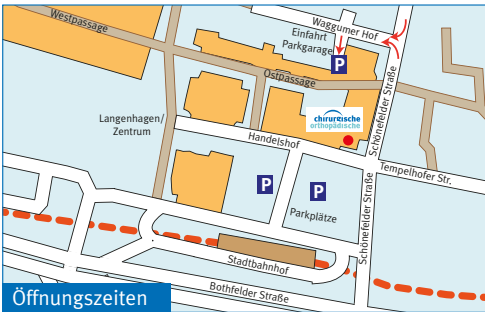 Westpassage
Waggumer Hof
Einfahrt
Parkgarage
P
Ostpassage
chirurgische
orthopädische
Schönefelder Straße
Langenhagen/
Zentrum
Handelshof
Tempelhofer Str.
P
P
Parkplätze
Schönefelder Straße
Stadtbahnhof
Bothfelder Straße
Öffnungszeiten